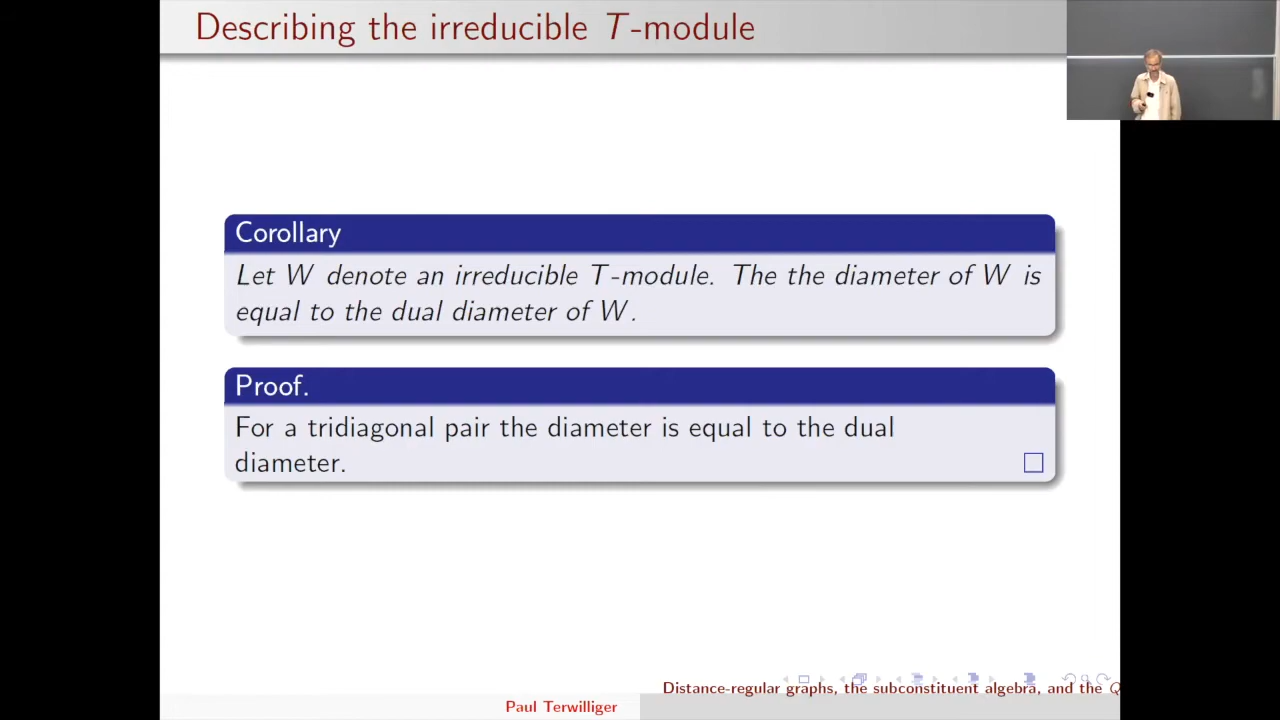 Describing the irreducible T-module
Corollary
Let W denote an irreducible T-module. The the diameter of W is
equal to the dual diameter of W.
Proof.
For a tridiagonal pair the diameter is equal to the dual
diameter.
Distance-regular graphs, the subconstituent algebra, and the Q
Paul Terwilliger